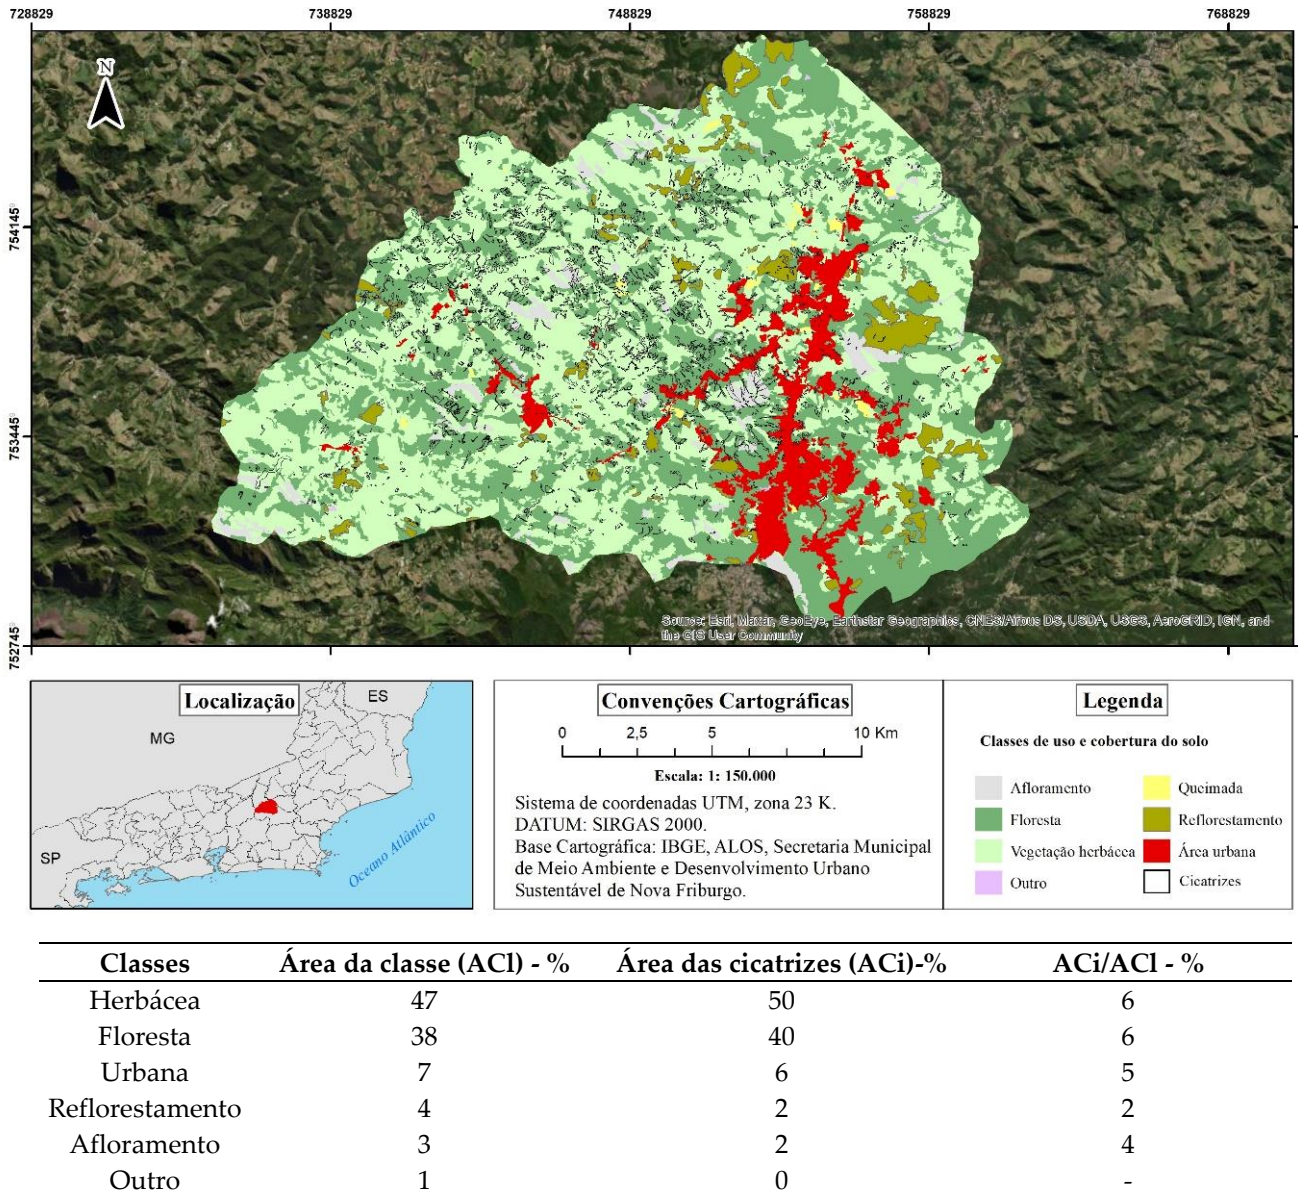 728829 738829 748829 758829 768829
N
754145
753445
752745
Source: Esri, Maxar, GeoEye, Earthstar Geographics, CNES/Airbus DS, USDA, USGS, AeroGRID, IGN, and
the GIS User Community
Localização
ES
MG
SP
Oceano Atlântico
Convenções Cartográficas
0 2,5 5 10 Km
Escala: 1: 150.000
Sistema de coordenadas UTM, zona 23 K.
DATUM: SIRGAS 2000.
Base Cartográfica: IBGE, ALOS, Secretaria Municipal
de Meio Ambiente e Desenvolvimento Urbano
Sustentável de Nova Friburgo.
Legenda
Classes de uso e cobertura do solo
Afloramento Queimada
Floresta Reflorestamento
Vegetação herbácea Área urbana
Outro Cicatrizes
Classes Área da classe (ACl) - % Área das cicatrizes (ACi)-% ACi/ACl - %
Herbácea 47 50 6
Floresta 38 40 6
Urbana 7 6 5
Reflorestamento 4 2 2
Afloramento 3 2 4
Outro 1 0 -